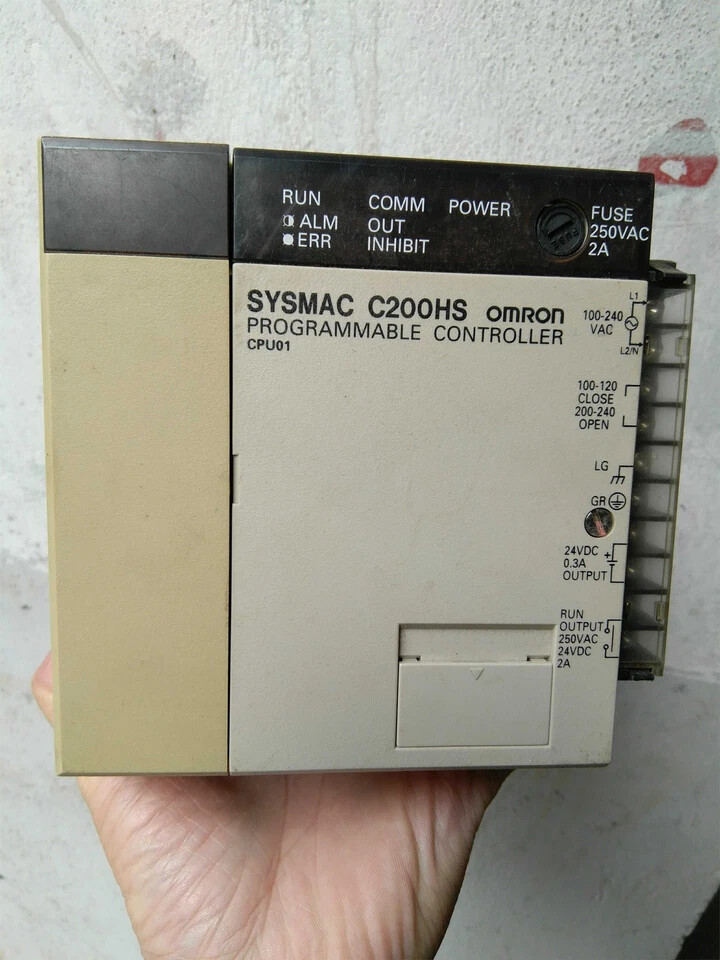 RUN COMM POWER
ALM OUT
ERR INHIBIT
FUSE
250VAC
2A
SYSMAC C200HS OMRON
PROGRAMMABLE CONTROLLER
CPU01
L1
100-240
VAC
L2/N
100-120
CLOSE
200-240
OPEN
LG
GR
24VDC
0.3A
OUTPUT
+
RUN
OUTPUT
250VAC
24VDC
2A